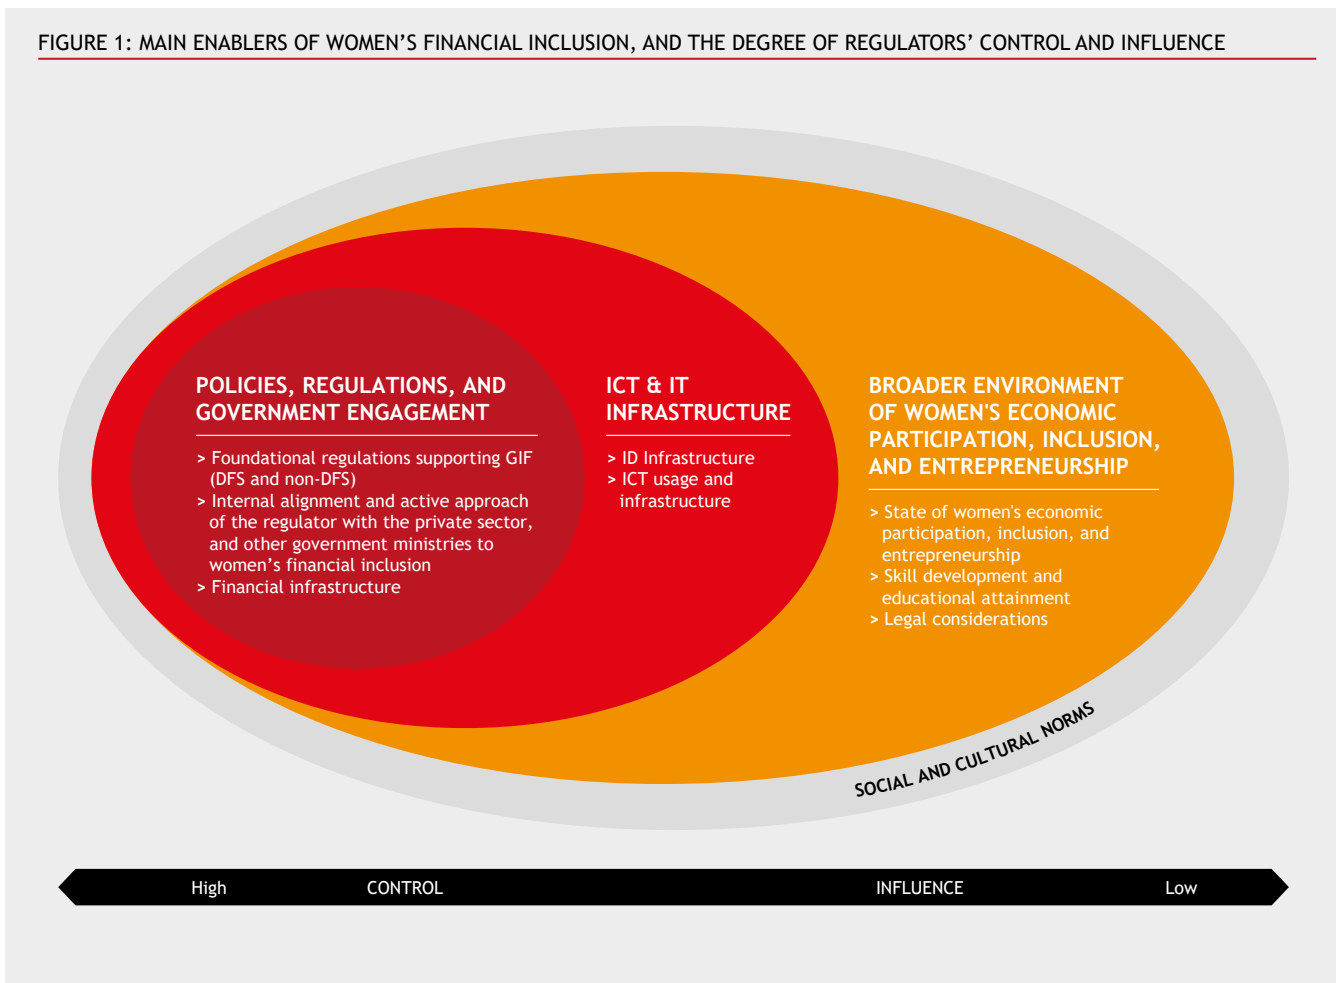 FIGURE 1: MAIN ENABLERS OF WOMEN’S FINANCIAL INCLUSION, AND THE DEGREE OF REGULATORS’ CONTROL AND INFLUENCE
POLICIES, REGULATIONS, AND
GOVERNMENT ENGAGEMENT
> Foundational regulations supporting GIF
(DFS and non-DFS)
> Internal alignment and active approach
of the regulator with the private sector,
and other government ministries to
women’s financial inclusion
> Financial infrastructure
ICT & IT
INFRASTRUCTURE
> ID Infrastructure
> ICT usage and
infrastructure
BROADER ENVIRONMENT
OF WOMEN'S ECONOMIC
PARTICIPATION, INCLUSION,
AND ENTREPRENEURSHIP
> State of women's economic
participation, inclusion, and
entrepreneurship
> Skill development and
educational attainment
> Legal considerations
SOCIAL AND CULTURAL NORMS
High CONTROL INFLUENCE Low